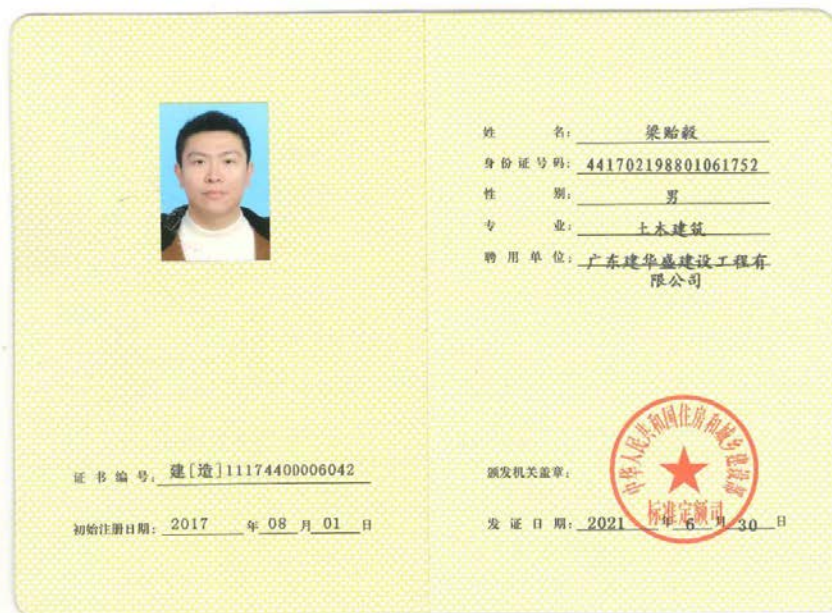 姓 名: 梁贻毅
身份证号码: 441702198801061752
性 别: 男
专 业: 土木建筑
聘用单位: 广东建华盛建设工程有
限公司
证书编号: 建[造]11174400006042
初始注册日期: 2017 年 08 月 01 日
颁发机关盖章:
中华人民共和国住房和城乡建设部
标准定额司
发证日期: 2021 年 6 月 30 日